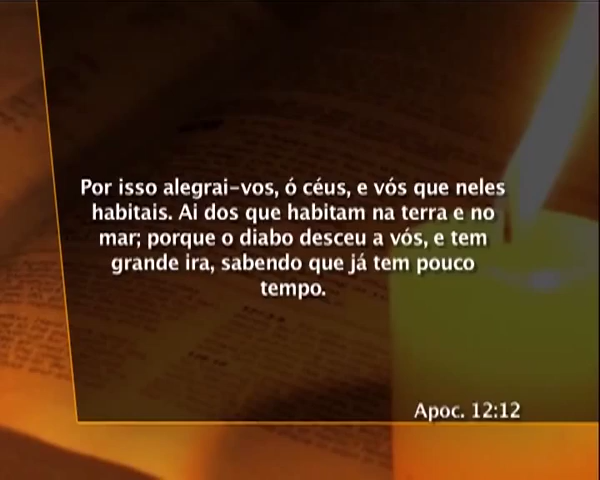 Por isso alegrai-vos, ó céus, e vós que neles
habitais. Ai dos que habitam na terra e no
mar; porque o diabo desceu a vós, e tem
grande ira, sabendo que já tem pouco
tempo.
Apoc. 12:12